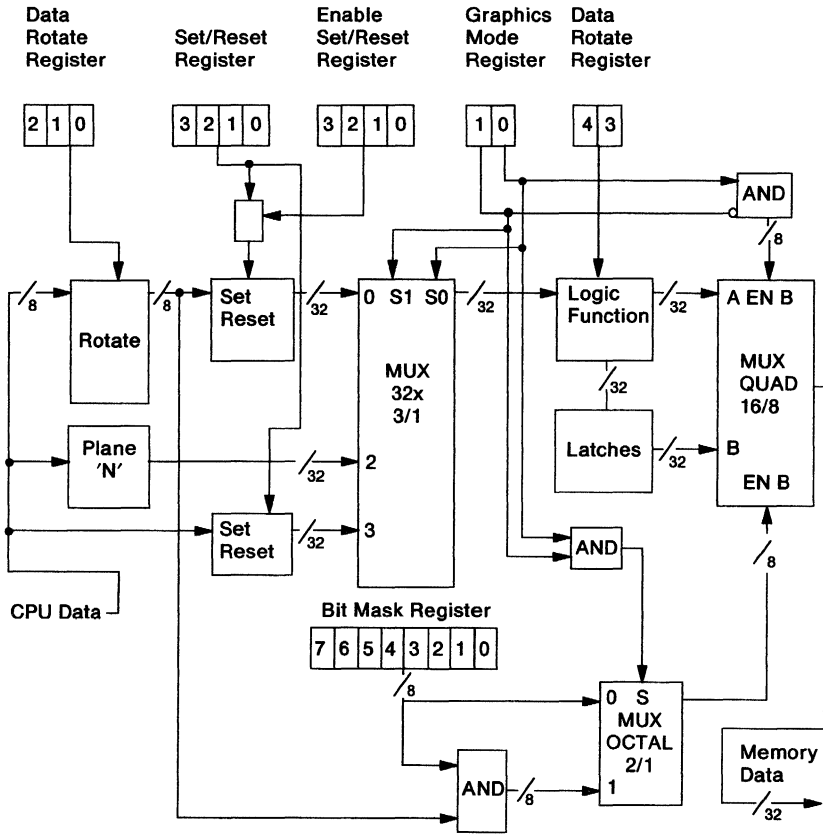 Data
Rotate
Register
Set/Reset
Register
Enable
Set/Reset
Register
Graphics
Mode
Register
Data
Rotate
Register
2 1 0
3 2 1 0
3 2 1 0
1 0
4 3
AND
8
8
Rotate
8
Set
Reset
32
0 S1 S0
MUX
32x
3/1
2
3
32
Logic
Function
32
A EN B
MUX
QUAD
16/8
B
EN B
32
Latches
32
Plane
'N'
32
Set
Reset
32
AND
8
CPU Data
Bit Mask Register
7 6 5 4 3 2 1 0
8
0 S
MUX
OCTAL
2/1
1
AND
8
Memory
Data
32